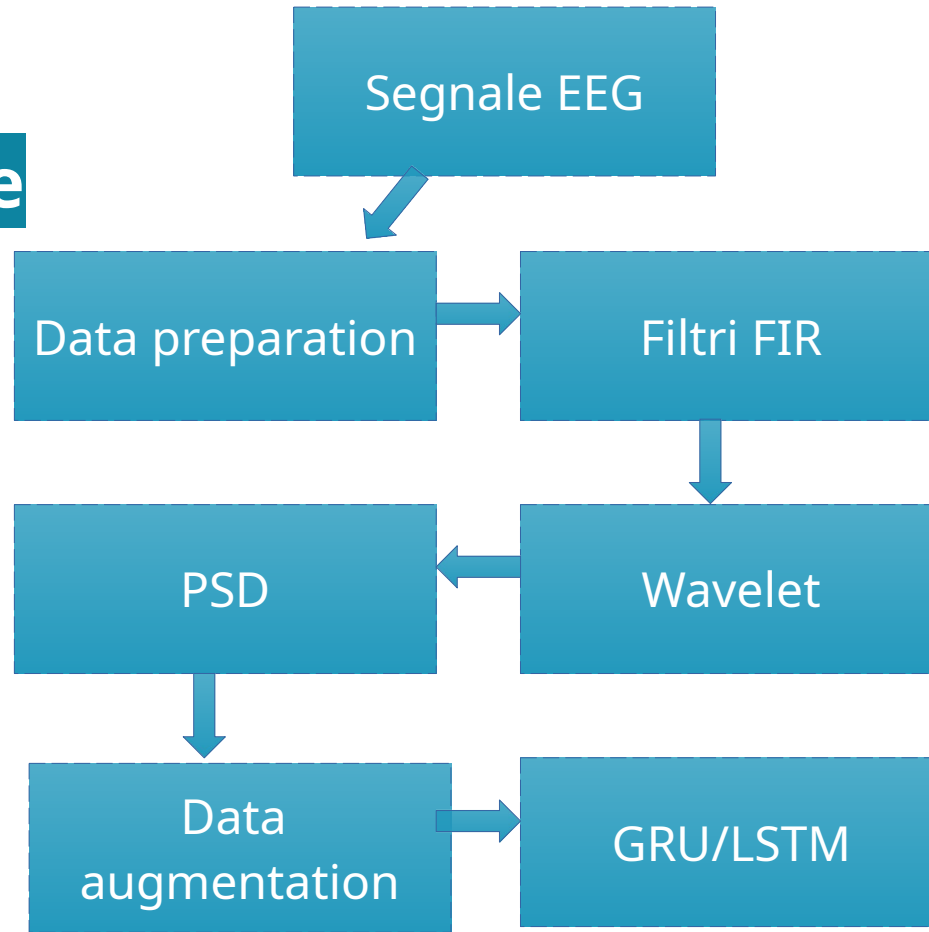 Segnale EEG
e
Data preparation
Filtri FIR
PSD
Wavelet
Data
augmentation
GRU/LSTM